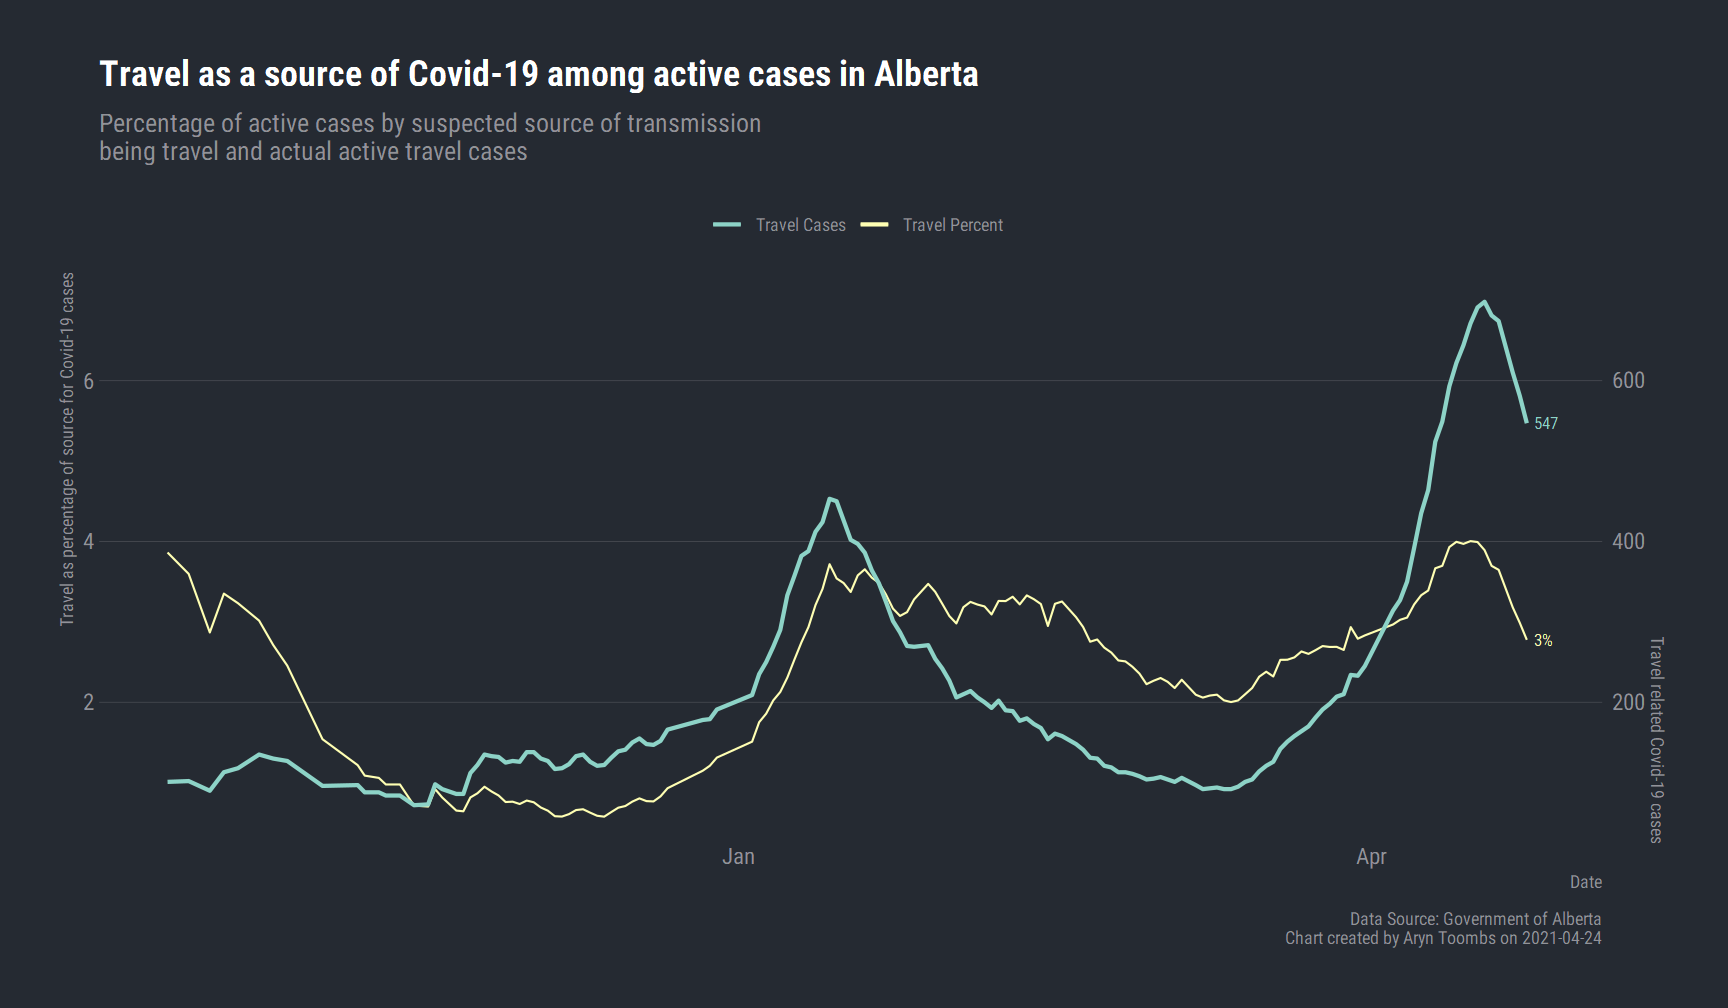 Travel as a source of Covid-19 among active cases in Alberta
Percentage of active cases by suspected source of transmission
being travel and actual active travel cases
Travel Cases
Travel Percent
Travel as percentage of source for Covid-19 cases
6
4
2
600
400
200
547
3%
Travel related Covid-19 cases
Jan
Apr
Date
Data Source: Government of Alberta
Chart created by Aryn Toombs on 2021-04-24